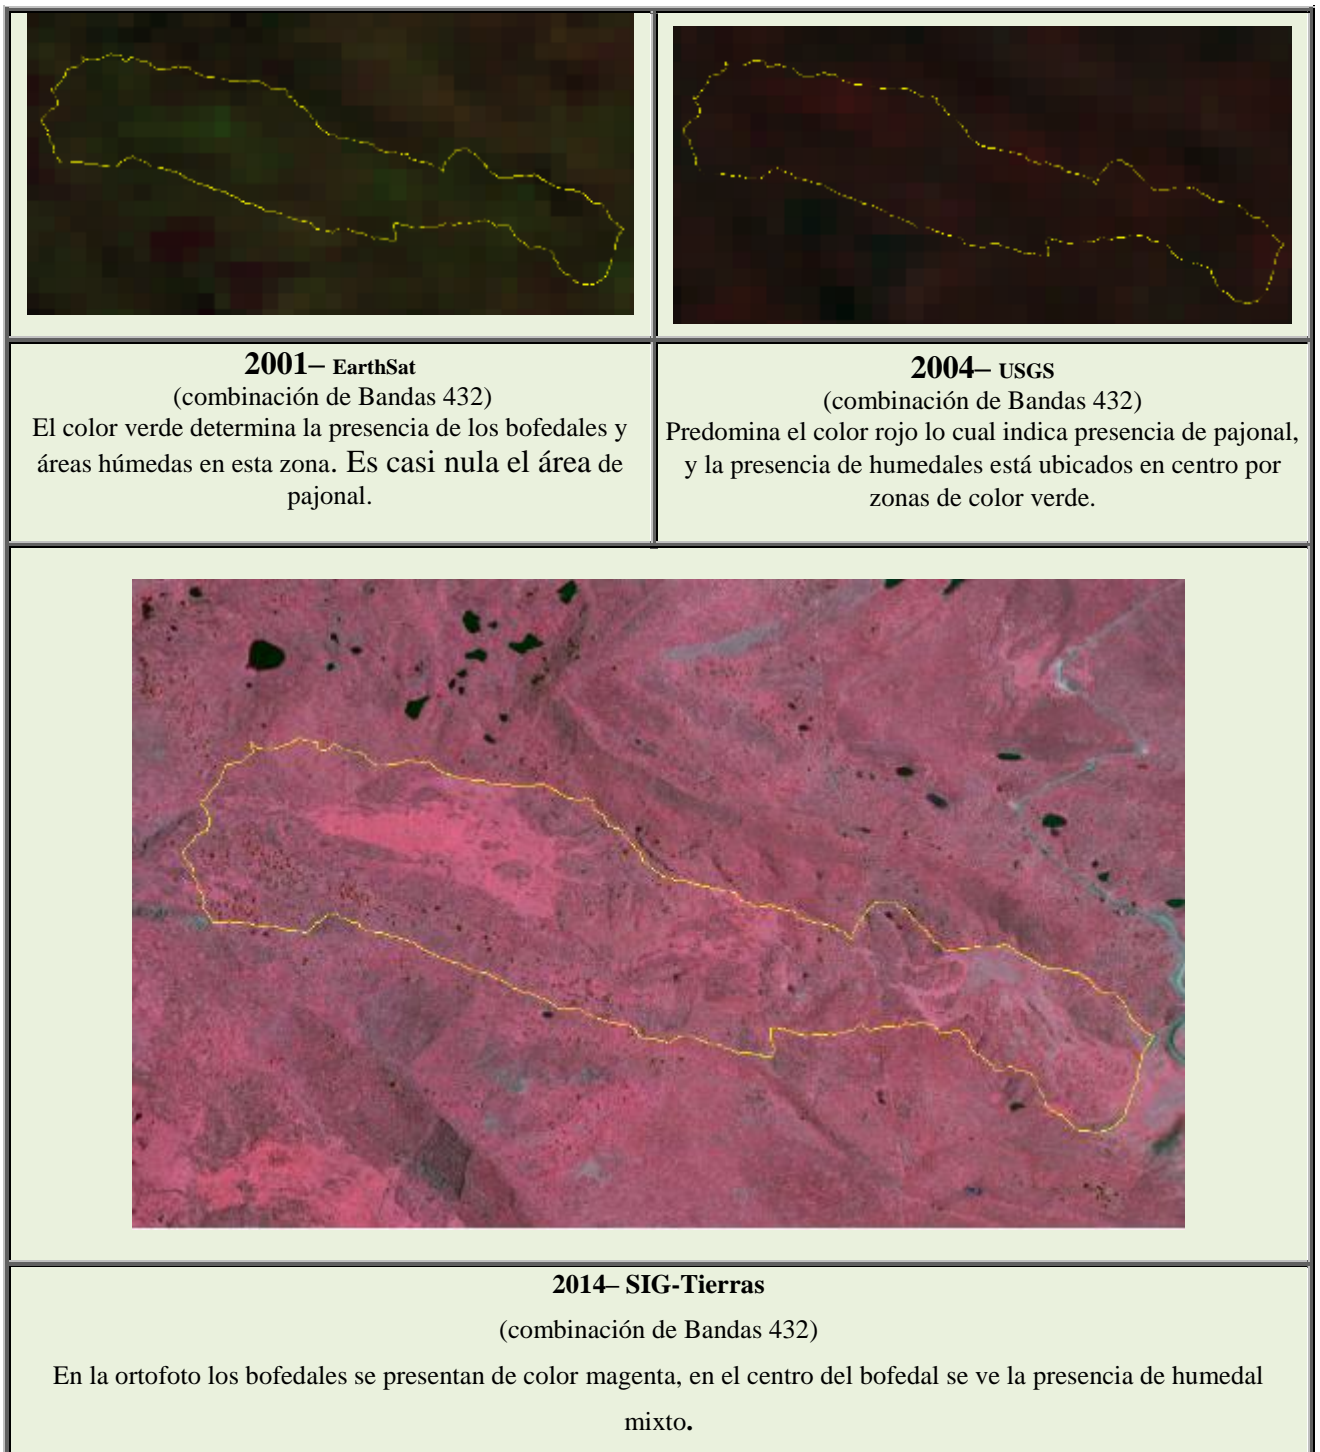 2001– EarthSat
(combinación de Bandas 432)
El color verde determina la presencia de los bofedales y
áreas húmedas en esta zona. Es casi nula el área de
pajonal.
2004– USGS
(combinación de Bandas 432)
Predomina el color rojo lo cual indica presencia de pajonal,
y la presencia de humedales está ubicados en centro por
zonas de color verde.
2014– SIG-Tierras
(combinación de Bandas 432)
En la ortofoto los bofedales se presentan de color magenta, en el centro del bofedal se ve la presencia de humedal
mixto.